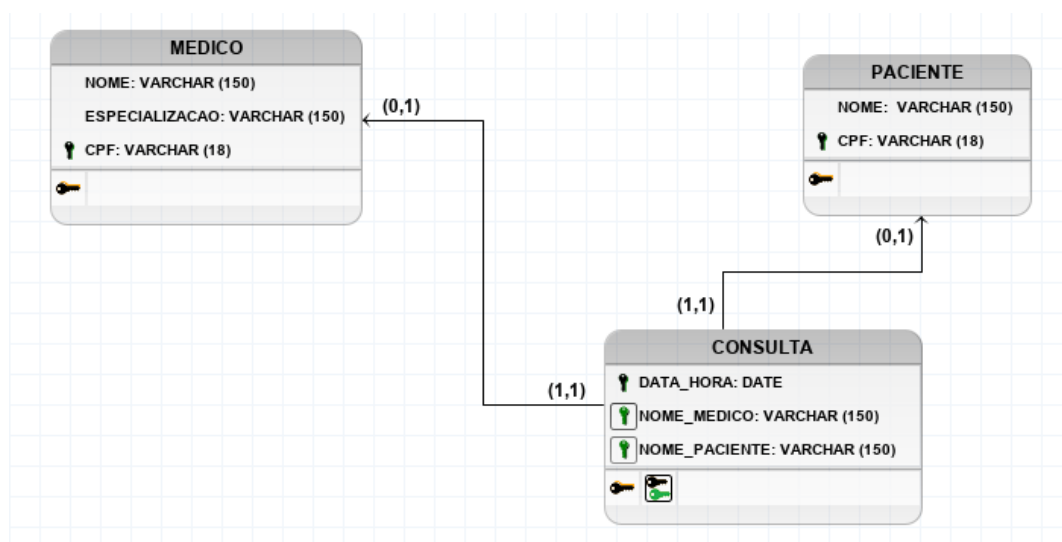 MEDICO
NOME: VARCHAR (150)
ESPECIALIZACAO: VARCHAR (150)
CPF: VARCHAR (18)
(0,1)
PACIENTE
NOME: VARCHAR (150)
CPF: VARCHAR (18)
(0,1)
(1,1)
(1,1)
CONSULTA
DATA_HORA: DATE
NOME_MEDICO: VARCHAR (150)
NOME_PACIENTE: VARCHAR (150)